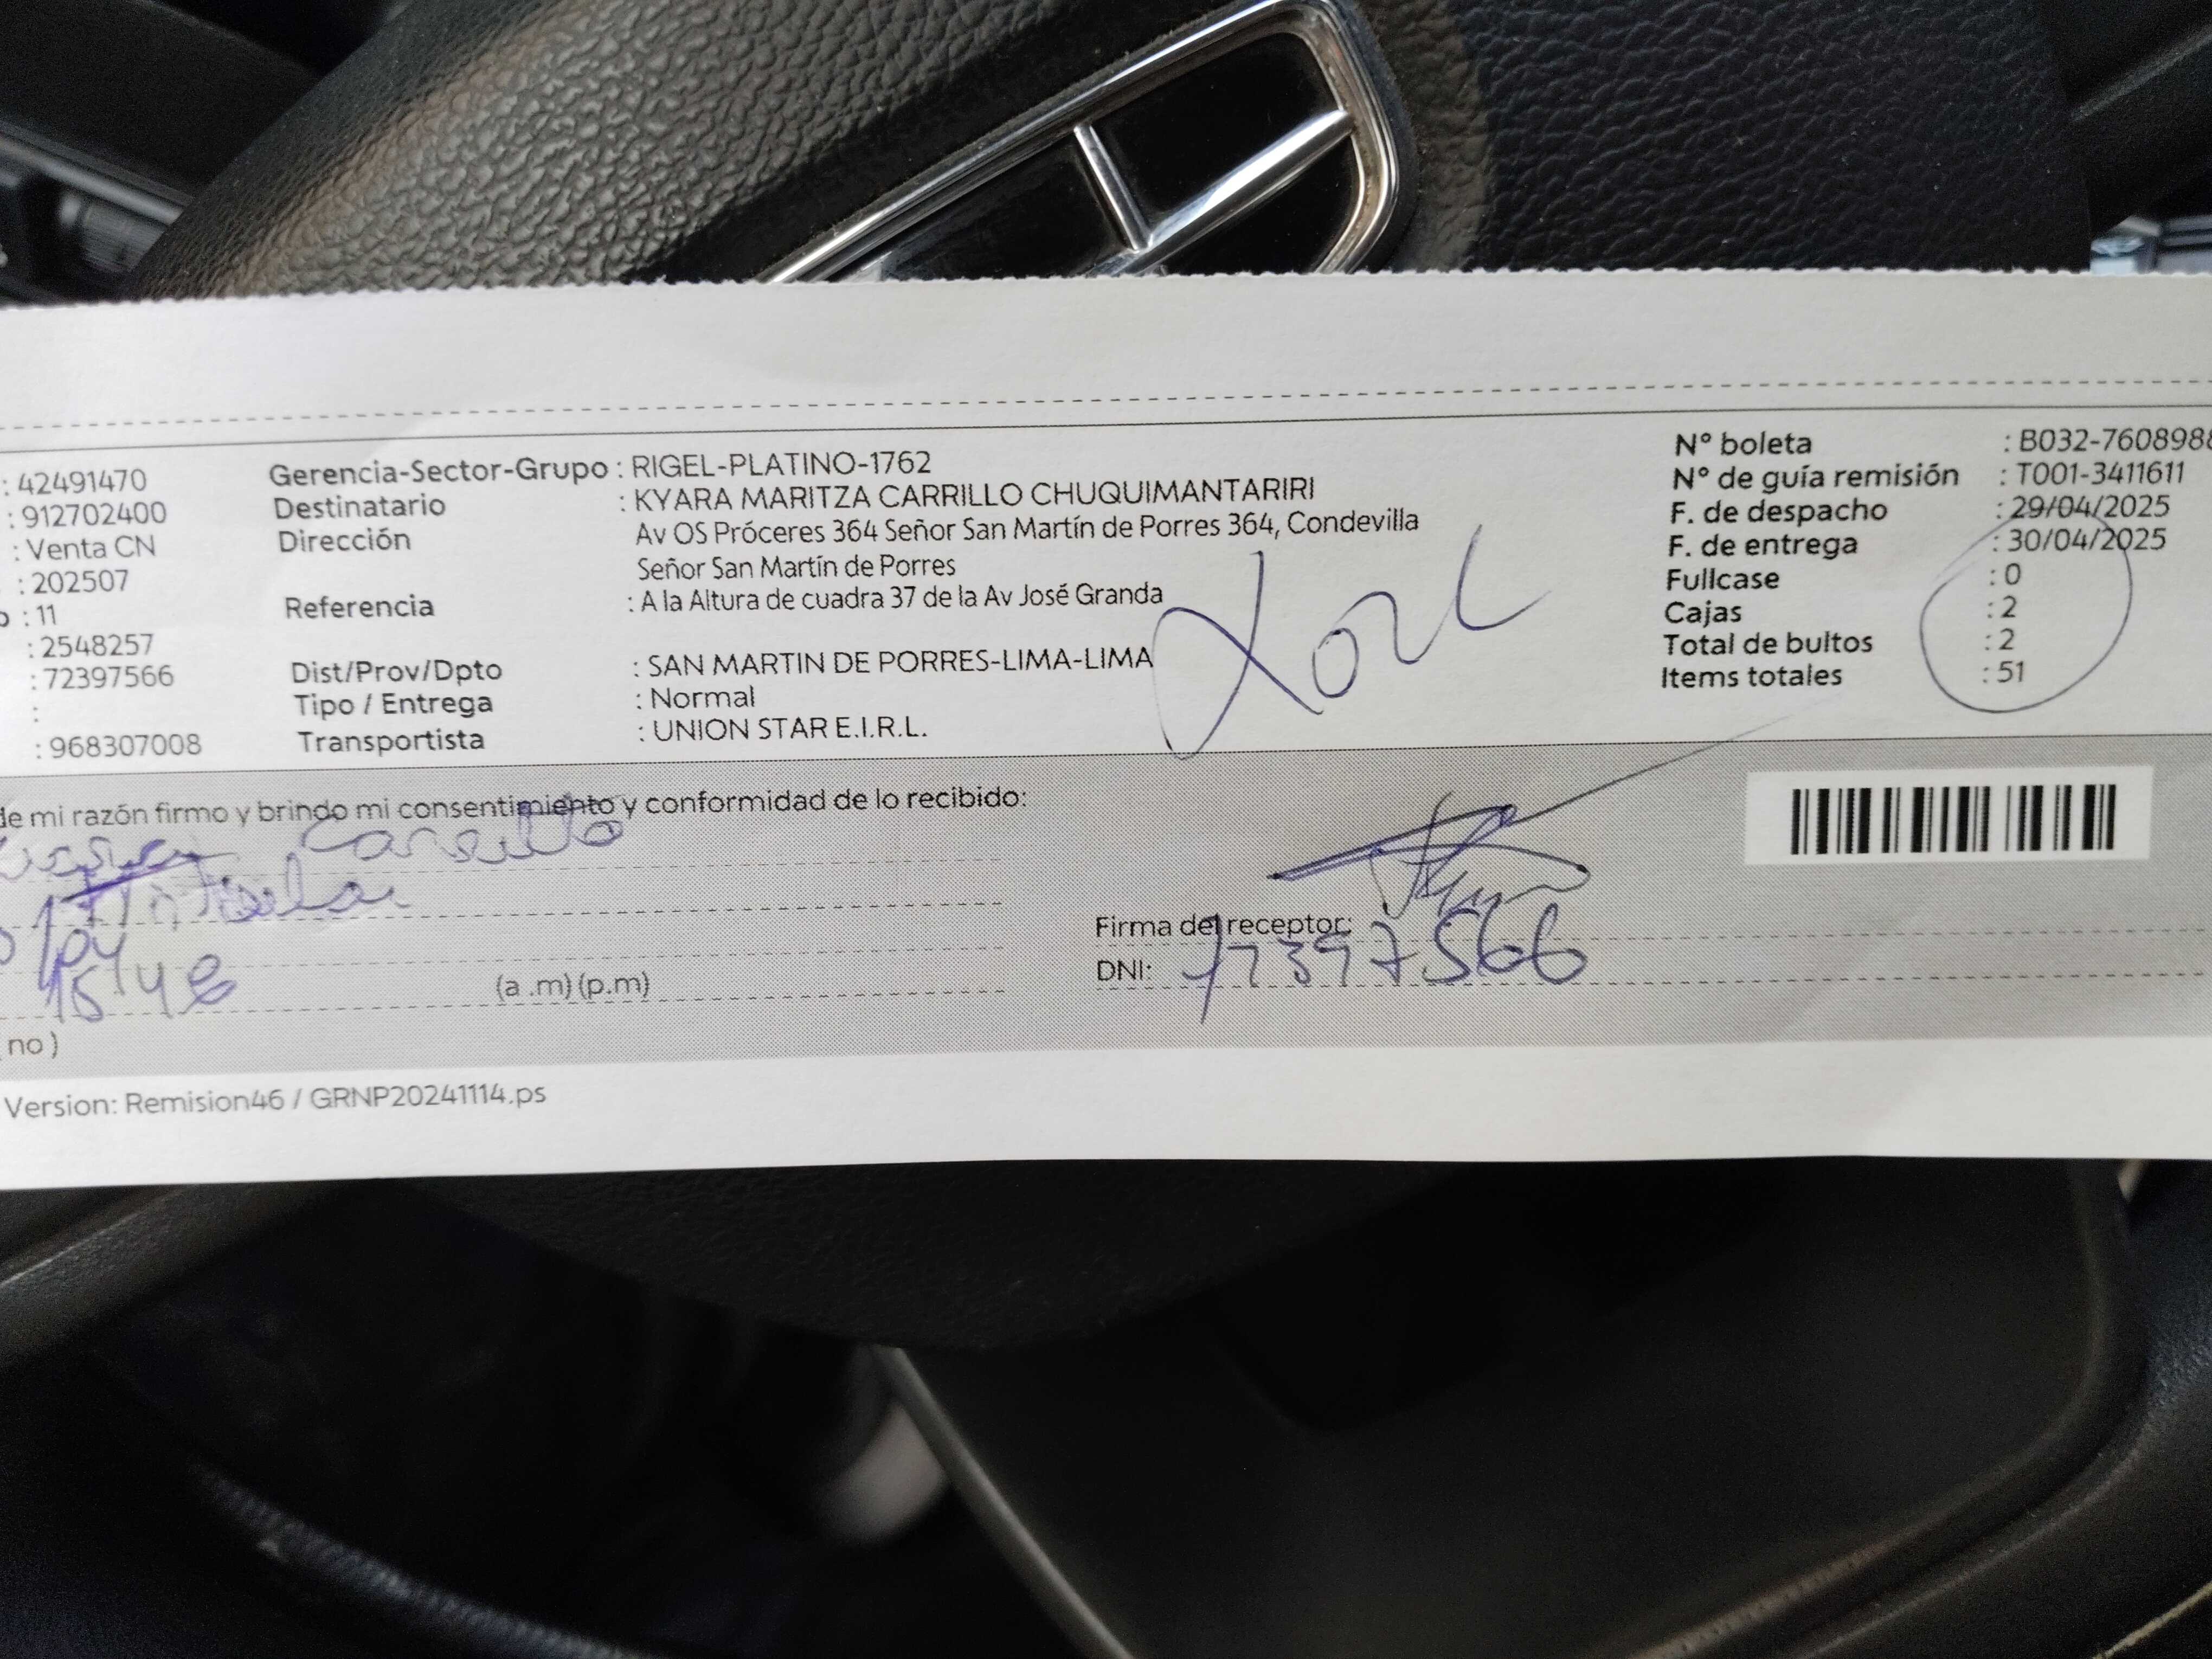 : 42491470
: 912702400
: Venta CN
: 202507
: 11
: 2548257
: 72397566
:
: 968307008
Gerencia-Sector-Grupo : RIGEL-PLATINO-1762
Destinatario : KYARA MARITZA CARRILLO CHUQUIMANTARIRI
Dirección Av OS Próceres 364 Señor San Martín de Porres 364, Condevilla
Señor San Martín de Porres
Referencia : A la Altura de cuadra 37 de la Av José Granda
Dist/Prov/Dpto : SAN MARTIN DE PORRES-LIMA-LIMA
Tipo / Entrega : Normal
Transportista : UNION STAR E.I.R.L.
N° boleta : B032-7608988
N° de guía remisión : T001-3411611
F. de despacho : 29/04/2025
F. de entrega : 30/04/2025
Fullcase : 0
Cajas : 2
Total de bultos : 2
Items totales : 51
de mi razón firmo y brindo mi consentimiento y conformidad de lo recibido:
Carrillo
(a .m) (p.m)
no )
Firma del receptor:
DNI: 72397566
Version: Remision46 / GRNP20241114.ps